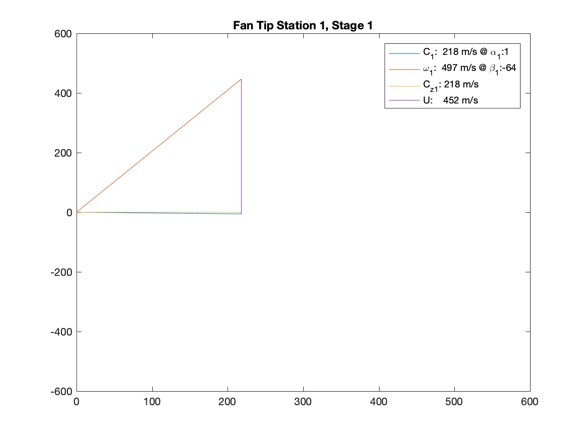 Fan Tip Station 1, Stage 1
C1: 218 m/s @ α1:1
ω1: 497 m/s @ β1:-64
Cz1: 218 m/s
U: 452 m/s
600
400
200
0
-200
-400
-600
0 100 200 300 400 500 600